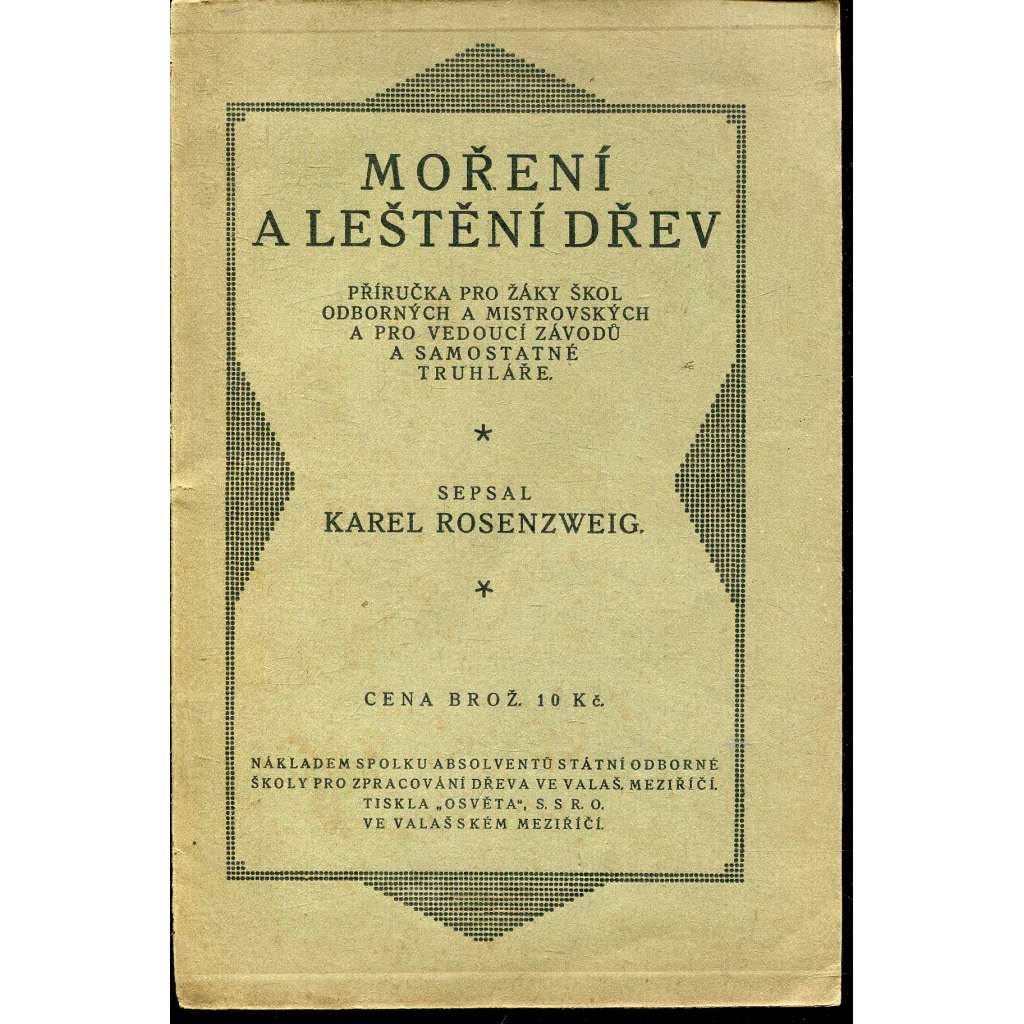 MOŘENÍ
A LEŠTĚNÍ DŘEV
PŘÍRUČKA PRO ŽÁKY ŠKOL
ODBORNÝCH A MISTROVSKÝCH
A PRO VEDOUCÍ ZÁVODŮ
A SAMOSTATNÉ
TRUHLÁŘE.
*
SEPSAL
KAREL ROSENZWEIG.
*
CENA BROŽ. 10 Kč.
NÁKLADEM SPOLKU ABSOLVENTŮ STÁTNÍ ODBORNÉ
ŠKOLY PRO ZPRACOVÁNÍ DŘEVA VE VALAŠ. MEZIŘÍČÍ.
TISKLA „OSVĚTA“, S. S R. O.
VE VALAŠSKÉM MEZIŘÍČÍ.